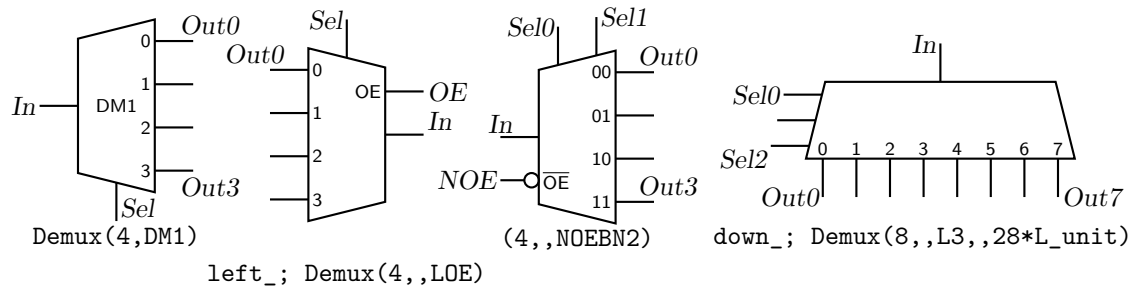 Out0
0
1
In
DM1
2
3
Out3
Sel
Demux(4,DM1)
Sel
Out0
0
OE
OE
1
In
2
3
left_; Demux(4,,LOE)
Sel0
Sel1
Out0
00
01
In
10
NOE
OE
Out3
11
(4,,NOEBN2)
In
Sel0
Sel2
0 1 2 3 4 5 6 7
Out0
Out7
down_; Demux(8,,L3,,28*L_unit)